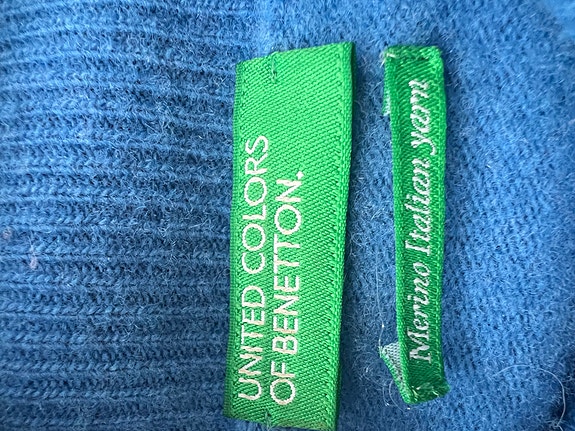 UNITED COLORS
OF BENETTON.
Merino Italian yarn